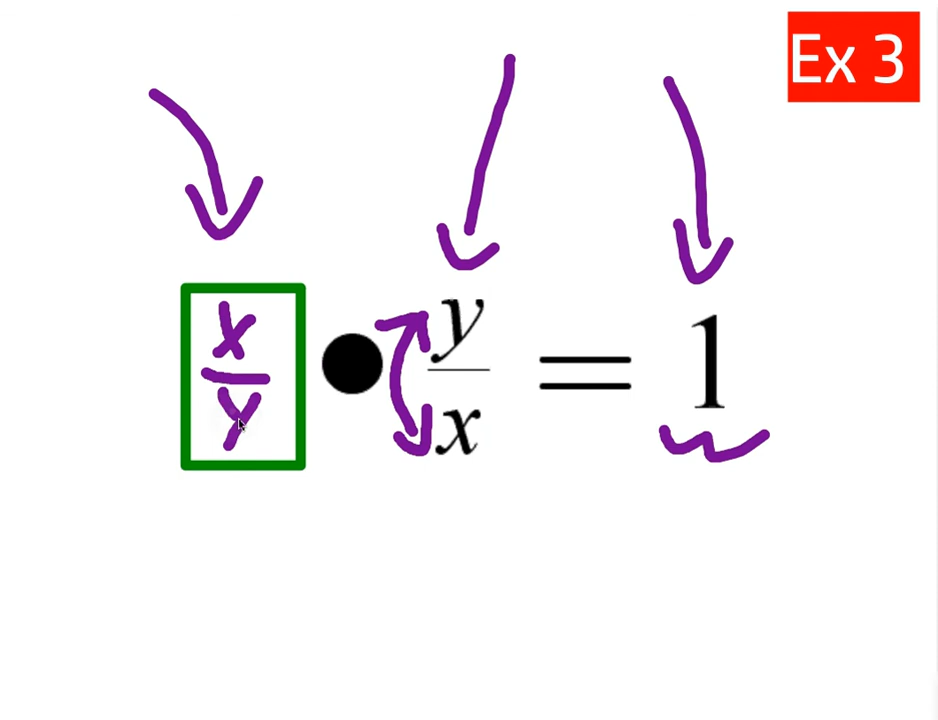 Ex 3
x/y • y/x = 1